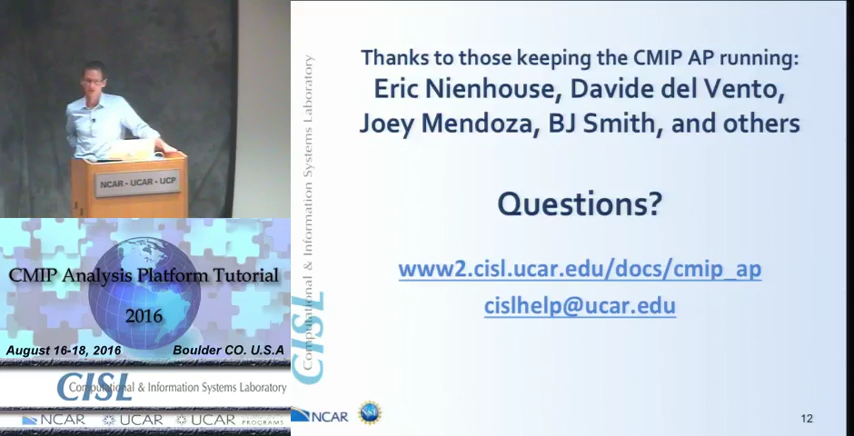 NCAR • UCAR • UCP
CMIP Analysis Platform Tutorial
2016
August 16-18, 2016 Boulder CO. U.S.A
CISL
Computational & Information Systems Laboratory
NCAR UCAR UCAR PROGRAMS
CISL
Computational & Information Systems Laboratory
Thanks to those keeping the CMIP AP running:
Eric Nienhouse, Davide del Vento,
Joey Mendoza, BJ Smith, and others
Questions?
www2.cisl.ucar.edu/docs/cmip_ap
cislhelp@ucar.edu
NCAR
NSF
12